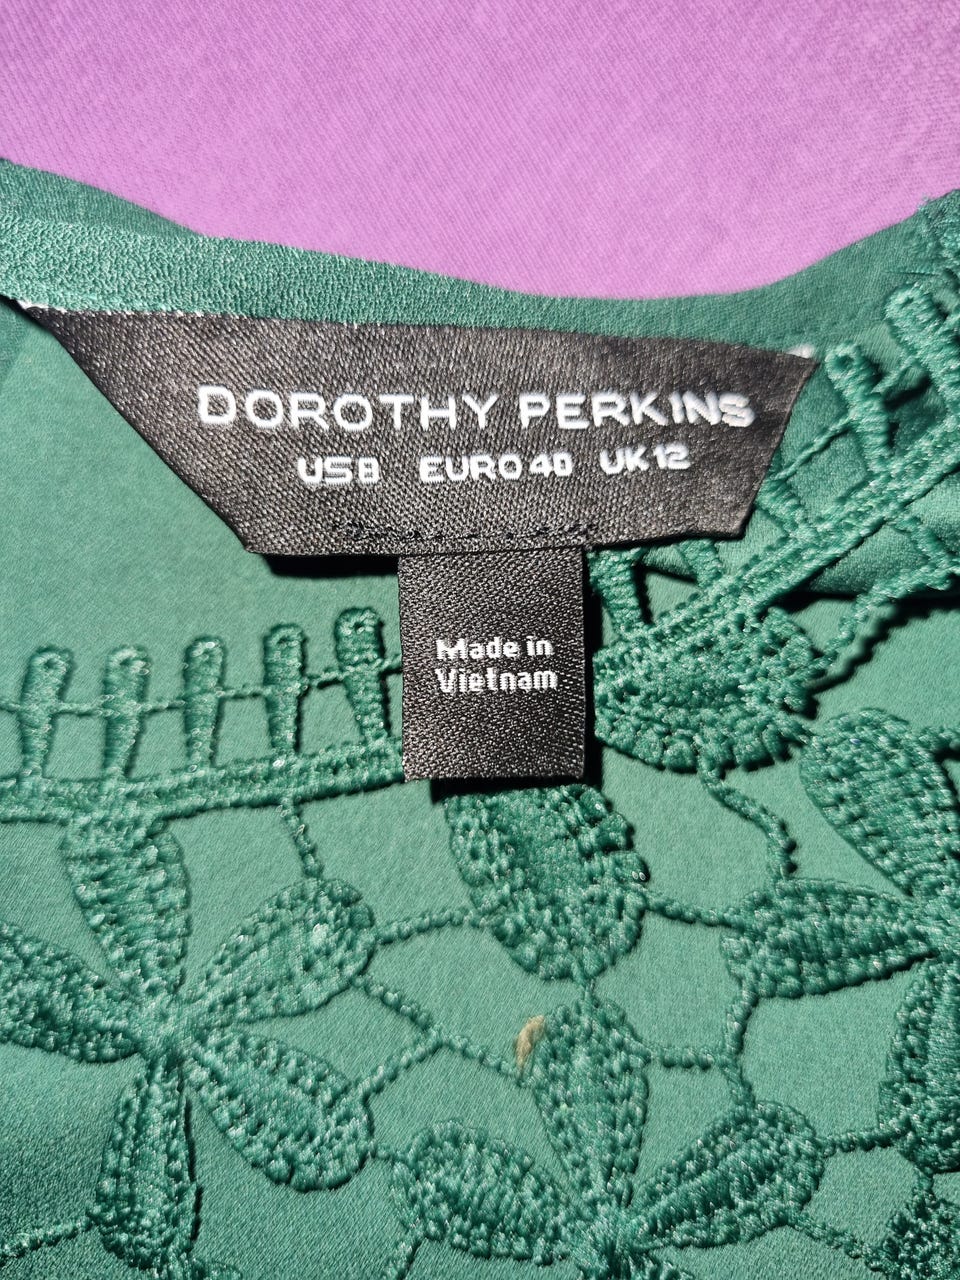 DOROTHY PERKINS
US8 EURO40 UK12
Made in
Vietnam